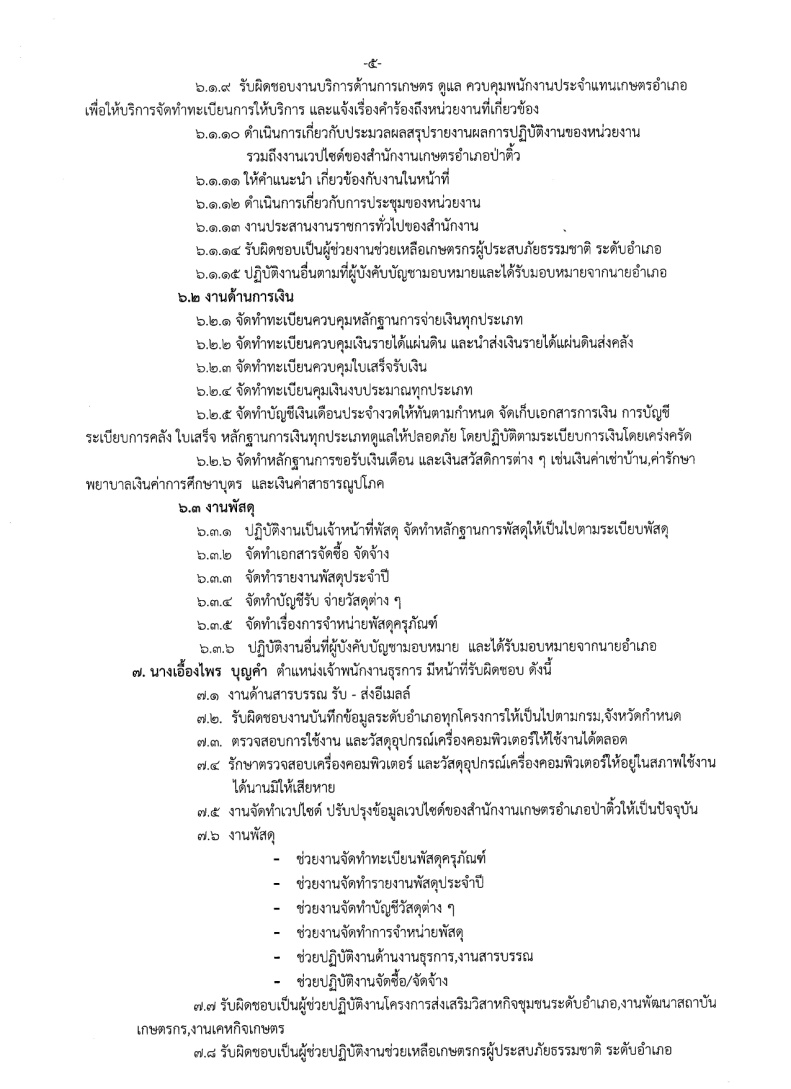 -๕-
๖.๑.๙ รับผิดชอบงานบริการด้านการเกษตร ดูแล ควบคุมพนักงานประจำแทนเกษตรอำเภอ
เพื่อให้บริการจัดทำทะเบียนการให้บริการ และแจ้งเรื่องคำร้องถึงหน่วยงานที่เกี่ยวข้อง
๖.๑.๑๐ ดำเนินการเกี่ยวกับประมวลผลสรุปรายงานผลการปฏิบัติงานของหน่วยงาน
รวมถึงงานเวปไซด์ของสำนักงานเกษตรอำเภอป่าติ้ว
๖.๑.๑๑ ให้คำแนะนำ เกี่ยวข้องกับงานในหน้าที่
๖.๑.๑๒ ดำเนินการเกี่ยวกับการประชุมของหน่วยงาน
๖.๑.๑๓ งานประสานงานราชการทั่วไปของสำนักงาน
๖.๑.๑๔ รับผิดชอบเป็นผู้ช่วยงานช่วยเหลือเกษตรกรผู้ประสบภัยธรรมชาติ ระดับอำเภอ
๖.๑.๑๕ ปฏิบัติงานอื่นตามที่ผู้บังคับบัญชามอบหมายและได้รับมอบหมายจากนายอำเภอ
๖.๒ งานด้านการเงิน
๖.๒.๑ จัดทำทะเบียนควบคุมหลักฐานการจ่ายเงินทุกประเภท
๖.๒.๒ จัดทำทะเบียนควบคุมเงินรายได้แผ่นดิน และนำส่งเงินรายได้แผ่นดินส่งคลัง
๖.๒.๓ จัดทำทะเบียนควบคุมใบเสร็จรับเงิน
๖.๒.๔ จัดทำทะเบียนคุมเงินงบประมาณทุกประเภท
๖.๒.๕ จัดทำบัญชีเงินเดือนประจำงวดให้ทันตามกำหนด จัดเก็บเอกสารการเงิน การบัญชี
ระเบียบการคลัง ใบเสร็จ หลักฐานการเงินทุกประเภทดูแลให้ปลอดภัย โดยปฏิบัติตามระเบียบการเงินโดยเคร่งครัด
๖.๒.๖ จัดทำหลักฐานการขอรับเงินเดือน และเงินสวัสดิการต่าง ๆ เช่นเงินค่าเช่าบ้าน,ค่ารักษา
พยาบาลเงินค่าการศึกษาบุตร และเงินค่าสาธารณูปโภค
๖.๓ งานพัสดุ
๖.๓.๑ ปฏิบัติงานเป็นเจ้าหน้าที่พัสดุ จัดทำหลักฐานการพัสดุให้เป็นไปตามระเบียบพัสดุ
๖.๓.๒ จัดทำเอกสารจัดซื้อ จัดจ้าง
๖.๓.๓ จัดทำรายงานพัสดุประจำปี
๖.๓.๔ จัดทำบัญชีรับ จ่ายวัสดุต่าง ๆ
๖.๓.๕ จัดทำเรื่องการจำหน่ายพัสดุครุภัณฑ์
๖.๓.๖ ปฏิบัติงานอื่นที่ผู้บังคับบัญชามอบหมาย และได้รับมอบหมายจากนายอำเภอ
๗. นางเอื้องไพร บุญคำ ตำแหน่งเจ้าพนักงานธุรการ มีหน้าที่รับผิดชอบ ดังนี้
๗.๑ งานด้านสารบรรณ รับ - ส่งอีเมลล์
๗.๒. รับผิดชอบงานบันทึกข้อมูลระดับอำเภอทุกโครงการให้เป็นไปตามกรม,จังหวัดกำหนด
๗.๓. ตรวจสอบการใช้งาน และวัสดุอุปกรณ์เครื่องคอมพิวเตอร์ให้ใช้งานได้ตลอด
๗.๔ รักษาตรวจสอบเครื่องคอมพิวเตอร์ และวัสดุอุปกรณ์เครื่องคอมพิวเตอร์ให้อยู่ในสภาพใช้งาน
ได้นานมิให้เสียหาย
๗.๕ งานจัดทำเวปไซต์ ปรับปรุงข้อมูลเวปไซต์ของสำนักงานเกษตรอำเภอป่าติ้วให้เป็นปัจจุบัน
๗.๖ งานพัสดุ
- ช่วยงานจัดทำทะเบียนพัสดุครุภัณฑ์
- ช่วยงานจัดทำรายงานพัสดุประจำปี
- ช่วยงานจัดทำบัญชีวัสดุต่าง ๆ
- ช่วยงานจัดทำการจำหน่ายพัสดุ
- ช่วยปฏิบัติงานด้านงานธุรการ,งานสารบรรณ
- ช่วยปฏิบัติงานจัดซื้อ/จัดจ้าง
๗.๗ รับผิดชอบเป็นผู้ช่วยปฏิบัติงานโครงการส่งเสริมวิสาหกิจชุมชนระดับอำเภอ,งานพัฒนาสถาบัน
เกษตรกร,งานเคหกิจเกษตร
๗.๘ รับผิดชอบเป็นผู้ช่วยปฏิบัติงานช่วยเหลือเกษตรกรผู้ประสบภัยธรรมชาติ ระดับอำเภอ